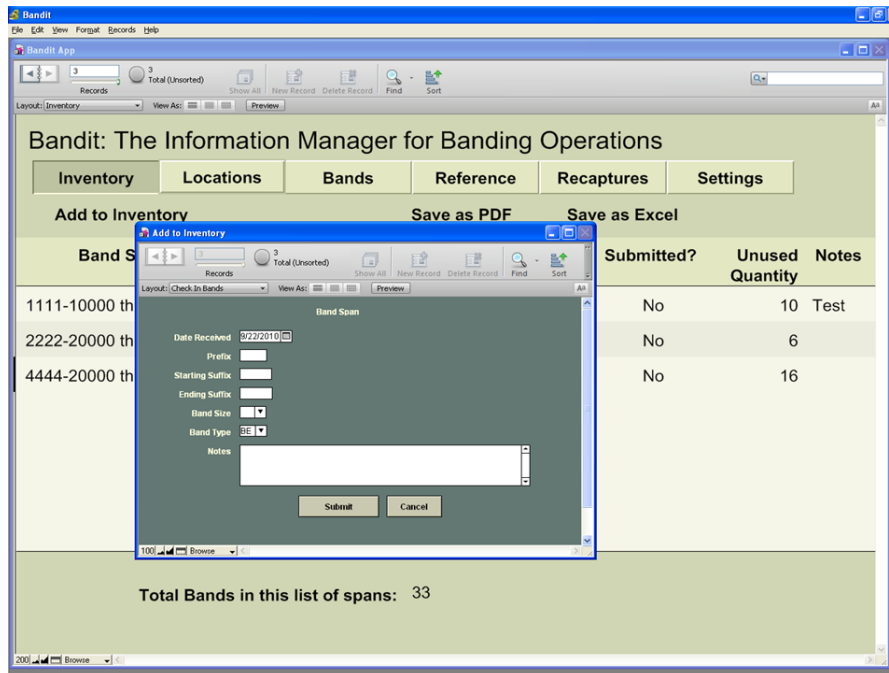 Bandit
File Edit View Format Records Help
Bandit App
3
3
Total (Unsorted)
Records
Show All New Record Delete Record Find Sort
Layout: Inventory View As: Preview Aa
Bandit: The Information Manager for Banding Operations
Inventory Locations Bands Reference Recaptures Settings
Add to Inventory Save as PDF Save as Excel
Band S Submitted? Unused Quantity Notes
1111-10000 th No 10 Test
2222-20000 th No 6
4444-20000 th No 16
Add to Inventory
3
3
Total (Unsorted)
Records
Show All New Record Delete Record Find Sort
Layout: Check In Bands View As: Preview Aa
Band Span
Date Received 9/22/2010
Prefix
Starting Suffix
Ending Suffix
Band Size
Band Type BE
Notes
Submit Cancel
100 Browse
Total Bands in this list of spans: 33
200 Browse